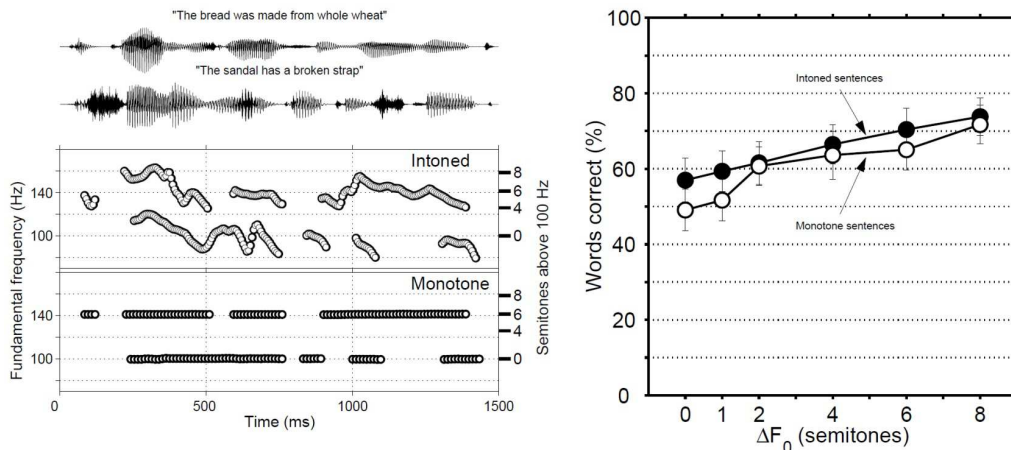 "The bread was made from whole wheat"
"The sandal has a broken strap"
Fundamental frequency (Hz)
Intoned
140
100
8
6
4
0
Monotone
140
100
8
6
4
0
Semitones above 100 Hz
0 500 1000 1500
Time (ms)
Words correct (%)
100
80
60
40
20
0
Intoned sentences
Monotone sentences
0 1 2 4 6 8
ΔF₀ (semitones)